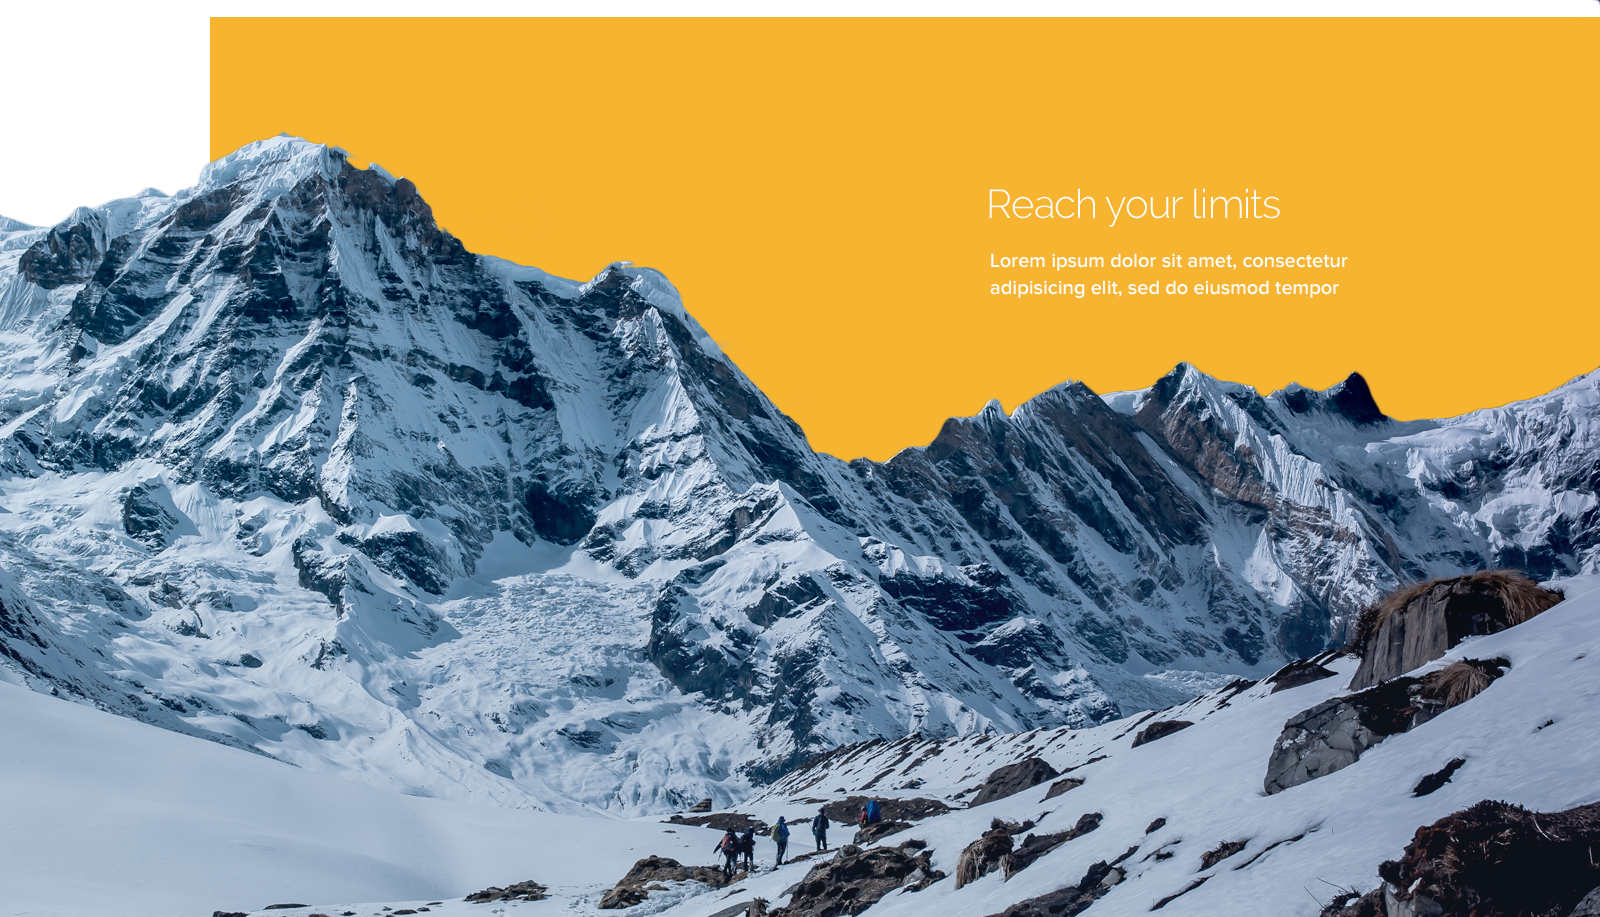 Reach your limits
Lorem ipsum dolor sit amet, consectetur
adipisicing elit, sed do eiusmod tempor